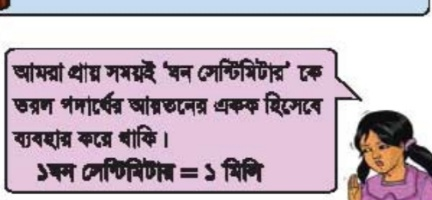 আমরা প্রায় সময়ই 'ঘন সেন্টিমিটার' কে
তরল পদার্থের আয়তনের একক হিসেবে
ব্যবহার করে থাকি।
১ঘন সেন্টিমিটার = ১ মিলি